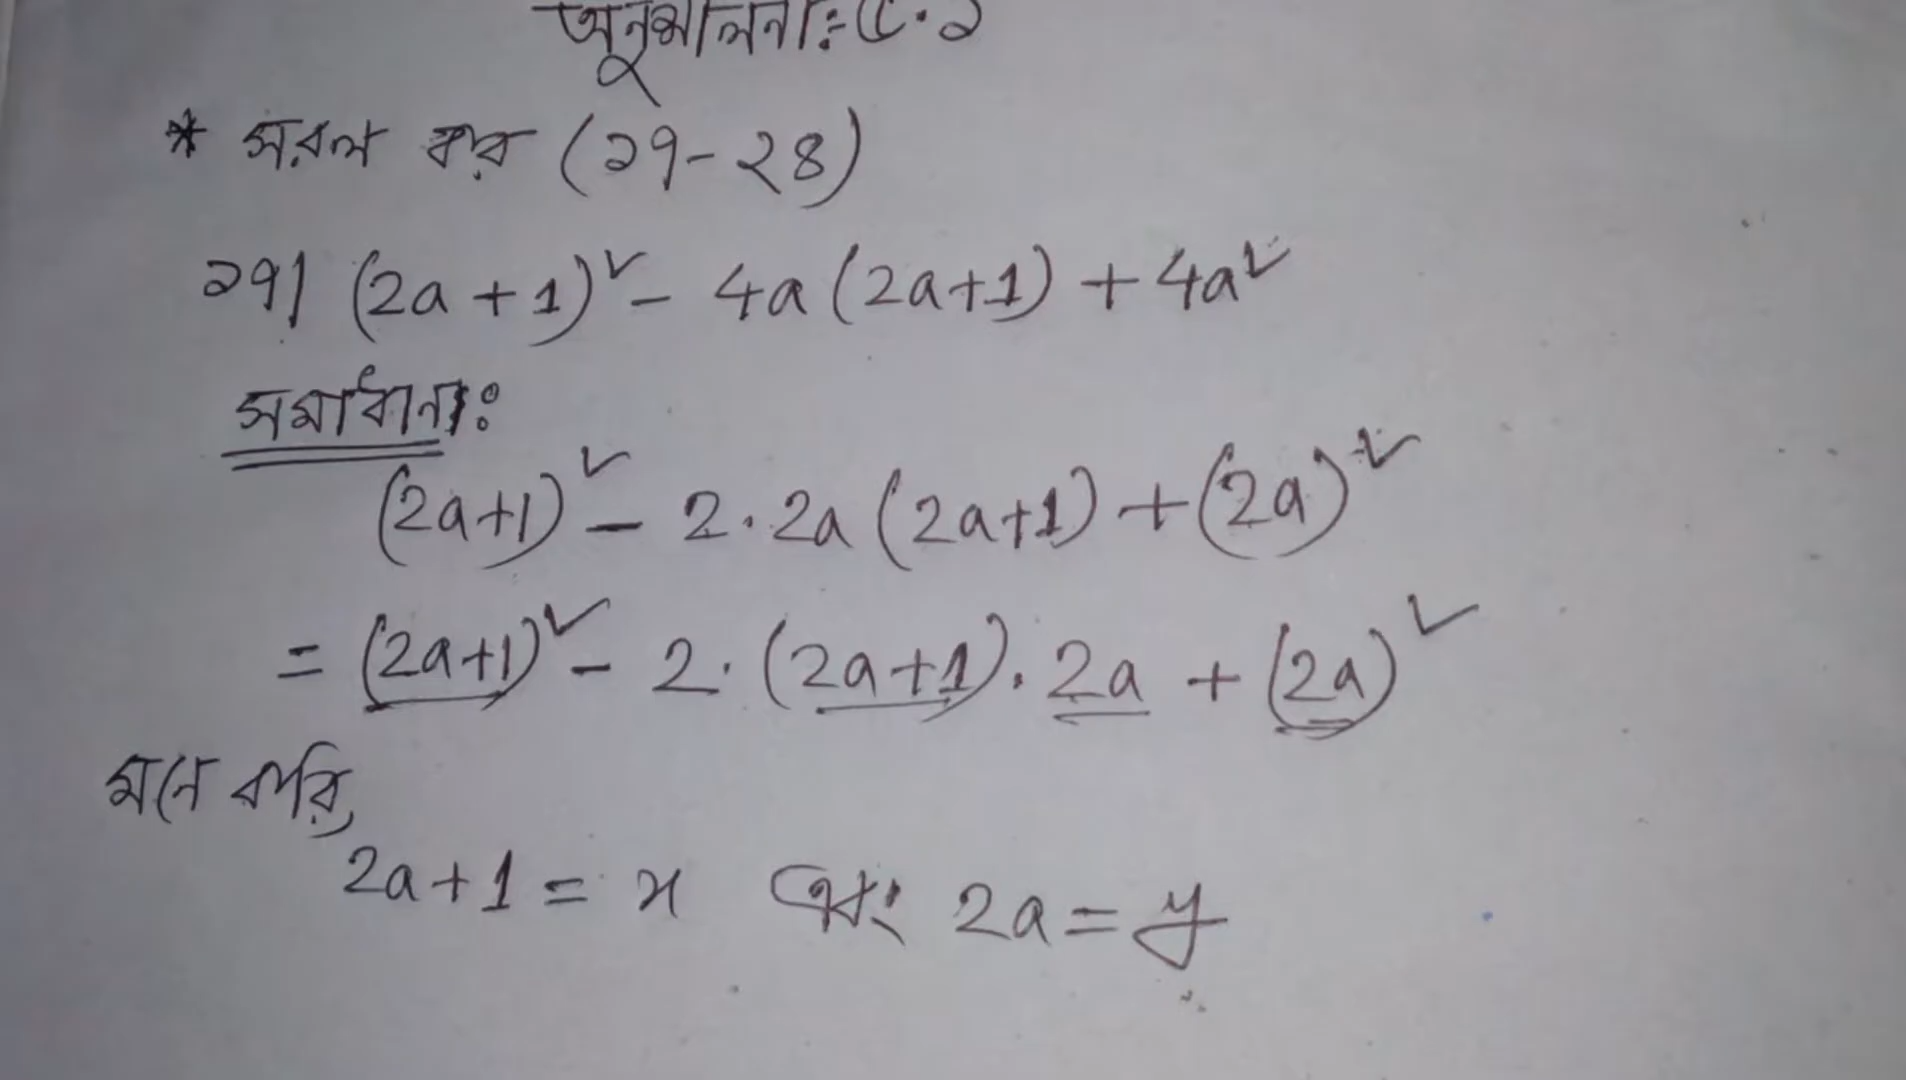 অনুশীলনী: ৫.১
* সরল কর (১৭-২৪)
১৭। (2a + 1)² - 4a (2a+1) + 4a²
সমাধানঃ
(2a+1)² - 2.2a (2a+1) + (2a)²
= (2a+1)² - 2.(2a+1).2a + (2a)²
মনে করি,
2a+1 = x এবং 2a = y